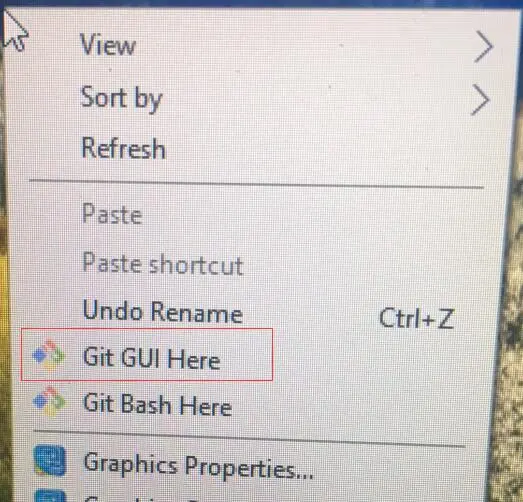 View
Sort by
Refresh
Paste
Paste shortcut
Undo Rename Ctrl+Z
Git GUI Here
Git Bash Here
Graphics Properties...